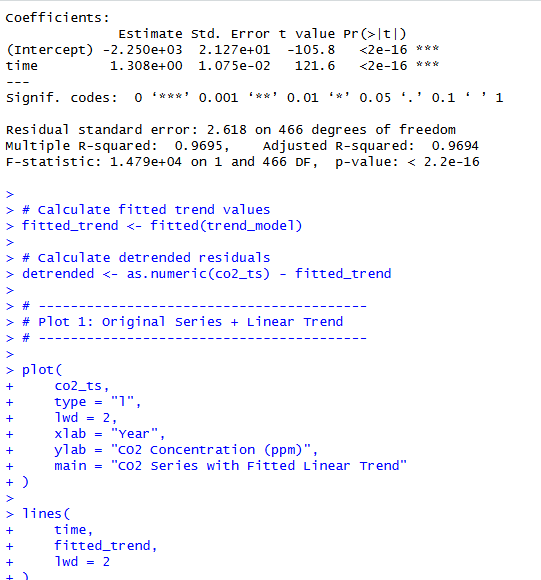 Coefficients:
              Estimate Std. Error t value Pr(>|t|)    
(Intercept) -2.250e+03  2.127e+01  -105.8   <2e-16 ***
time         1.308e+00  1.075e-02   121.6   <2e-16 ***
---
Signif. codes:  0 ‘***’ 0.001 ‘**’ 0.01 ‘*’ 0.05 ‘.’ 0.1 ‘ ’ 1

Residual standard error: 2.618 on 466 degrees of freedom
Multiple R-squared:  0.9695,    Adjusted R-squared:  0.9694
F-statistic: 1.479e+04 on 1 and 466 DF,  p-value: < 2.2e-16

>
> # Calculate fitted trend values
> fitted_trend <- fitted(trend_model)
>
> # Calculate detrended residuals
> detrended <- as.numeric(co2_ts) - fitted_trend
>
> # -----------------------------------------
> # Plot 1: Original Series + Linear Trend
> # -----------------------------------------
>
> plot(
+     co2_ts,
+     type = "l",
+     lwd = 2,
+     xlab = "Year",
+     ylab = "CO2 Concentration (ppm)",
+     main = "CO2 Series with Fitted Linear Trend"
+ )
>
> lines(
+     time,
+     fitted_trend,
+     lwd = 2
+ )